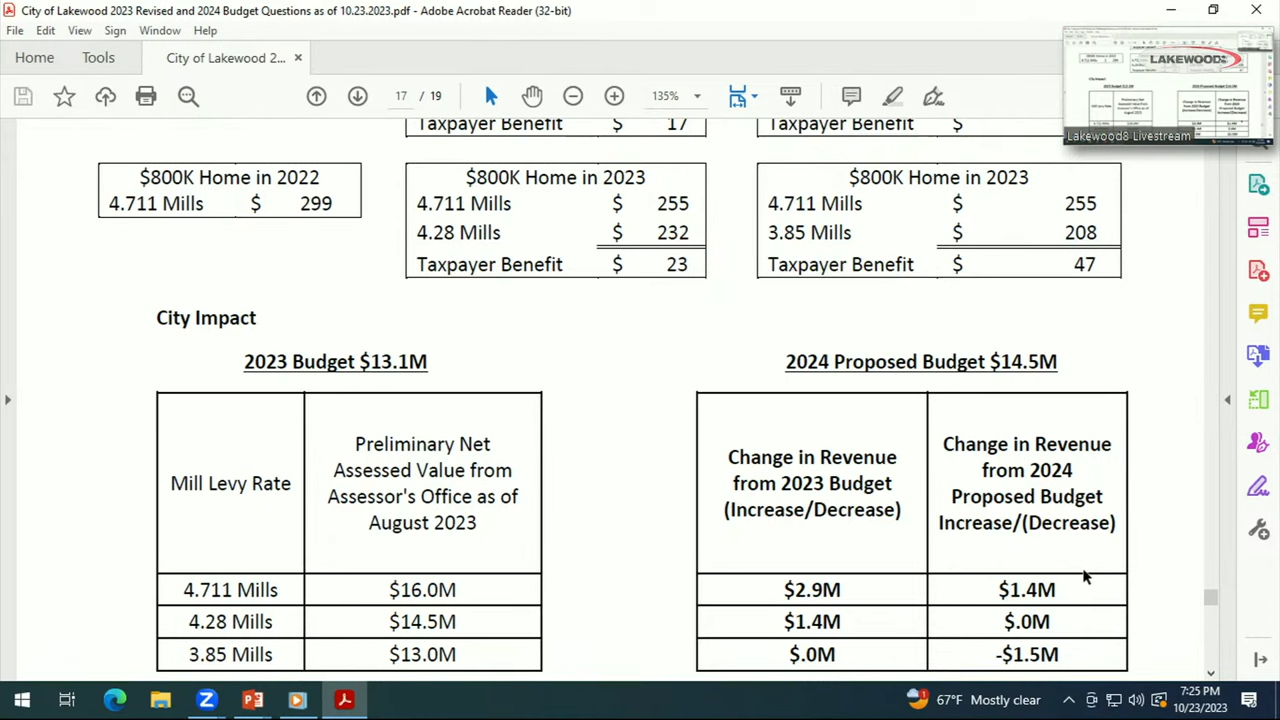 City of Lakewood 2023 Revised and 2024 Budget Questions as of 10.23.2023.pdf - Adobe Acrobat Reader (32-bit)
File Edit View Sign Window Help
Home Tools City of Lakewood 2... ×
17 / 19 135%
LAKEWOOD
Lakewood8 Livestream
Taxpayer Benefit $ 17
Taxpayer Benefit $
$800K Home in 2022
4.711 Mills $ 299
$800K Home in 2023
4.711 Mills $ 255
4.28 Mills $ 232
Taxpayer Benefit $ 23
$800K Home in 2023
4.711 Mills $ 255
3.85 Mills $ 208
Taxpayer Benefit $ 47
City Impact
2023 Budget $13.1M
Mill Levy Rate
Preliminary Net
Assessed Value from
Assessor's Office as of
August 2023
4.711 Mills $16.0M
4.28 Mills $14.5M
3.85 Mills $13.0M
2024 Proposed Budget $14.5M
Change in Revenue
from 2023 Budget
(Increase/Decrease)
Change in Revenue
from 2024
Proposed Budget
Increase/(Decrease)
$2.9M $1.4M
$1.4M $.0M
$.0M -$1.5M
67°F Mostly clear
7:25 PM
10/23/2023